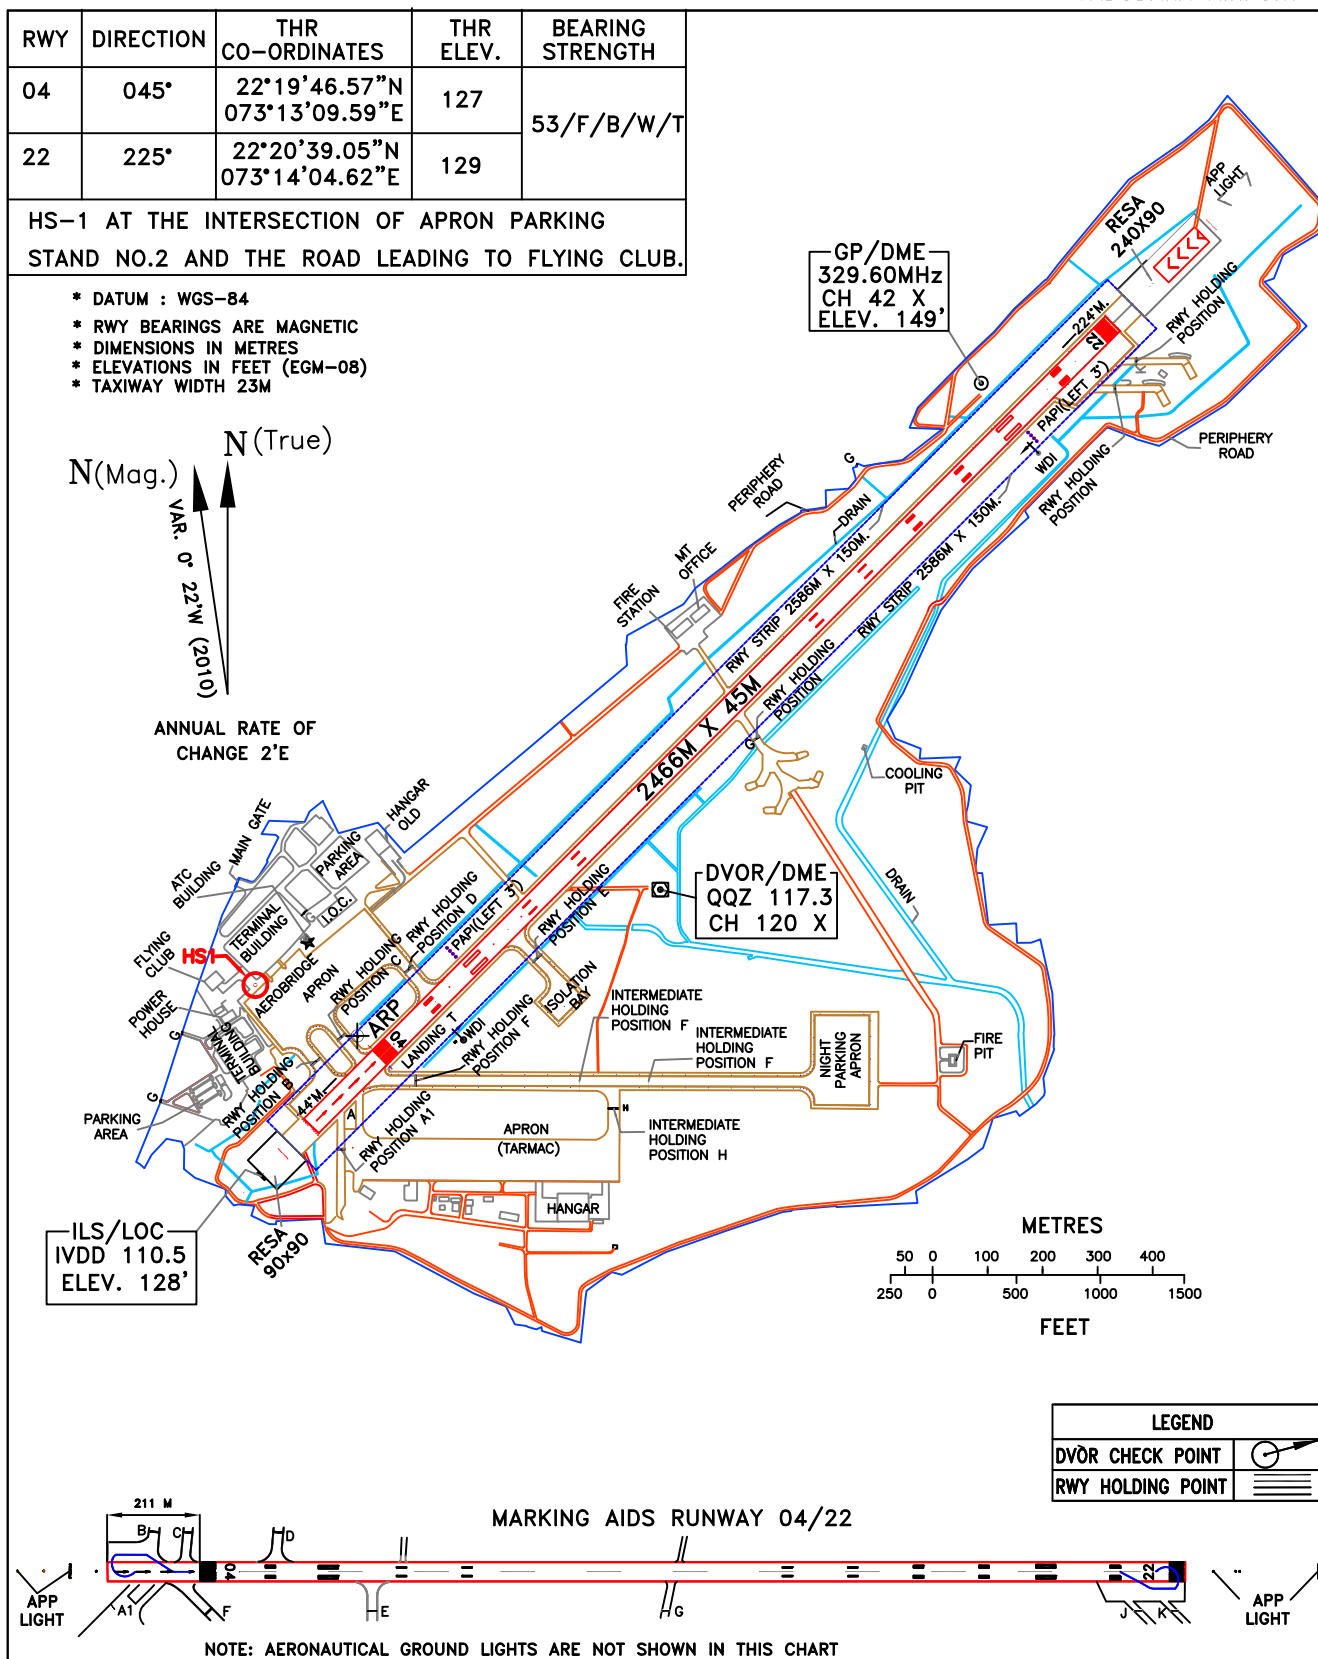 RWY DIRECTION THR CO-ORDINATES THR ELEV. BEARING STRENGTH
04 045° 22°19'46.57"N 073°13'09.59"E 127 53/F/B/W/T
22 225° 22°20'39.05"N 073°14'04.62"E 129
HS-1 AT THE INTERSECTION OF APRON PARKING
STAND NO.2 AND THE ROAD LEADING TO FLYING CLUB.
* DATUM : WGS-84
* RWY BEARINGS ARE MAGNETIC
* DIMENSIONS IN METRES
* ELEVATIONS IN FEET (EGM-08)
* TAXIWAY WIDTH 23M
N(Mag.)
N(True)
VAR. 0° 22'W (2010)
ANNUAL RATE OF
CHANGE 2'E
GP/DME
329.60MHz
CH 42 X
ELEV. 149'
APP
LIGHT
RESA
240X90
RWY HOLDING
POSITION
224°M.
22
K
J
PAPI(LEFT 3°)
WDI
PERIPHERY
ROAD
RWY HOLDING
POSITION
G
PERIPHERY
ROAD
DRAIN
MT
OFFICE
FIRE
STATION
RWY STRIP 2586M X 150M.
RWY STRIP 2586M X 150M.
2466M X 45M
RWY HOLDING
POSITION
G
COOLING
PIT
DRAIN
DVOR/DME
QQZ 117.3
CH 120 X
HANGAR
OLD
MAIN GATE
PARKING
AREA
ATC
BUILDING
I.O.C.
G
TERMINAL
BUILDING
FLYING
CLUB
HS1
AEROBRIDGE
APRON
POWER
HOUSE
G
TERMINAL
BUILDING
G
PARKING
AREA
RWY HOLDING
POSITION D
RWY HOLDING
POSITION C
RWY HOLDING
POSITION B
PAPI(LEFT 3°)
RWY HOLDING
POSITION E
ISOLATION
BAY
ARP
04
44°M.
LANDING T
WDI
RWY HOLDING
POSITION F
A
RWY HOLDING
POSITION A1
INTERMEDIATE
HOLDING
POSITION F
INTERMEDIATE
HOLDING
POSITION F
NIGHT
PARKING
APRON
FIRE
PIT
APRON
(TARMAC)
H
INTERMEDIATE
HOLDING
POSITION H
HANGAR
ILS/LOC
IVDD 110.5
ELEV. 128'
RESA
90x90
METRES
50 0 100 200 300 400
250 0 500 1000 1500
FEET
LEGEND
DVOR CHECK POINT
RWY HOLDING POINT
MARKING AIDS RUNWAY 04/22
211 M
B C D
04 22
A1 F E G J K
APP
LIGHT
APP
LIGHT
NOTE: AERONAUTICAL GROUND LIGHTS ARE NOT SHOWN IN THIS CHART